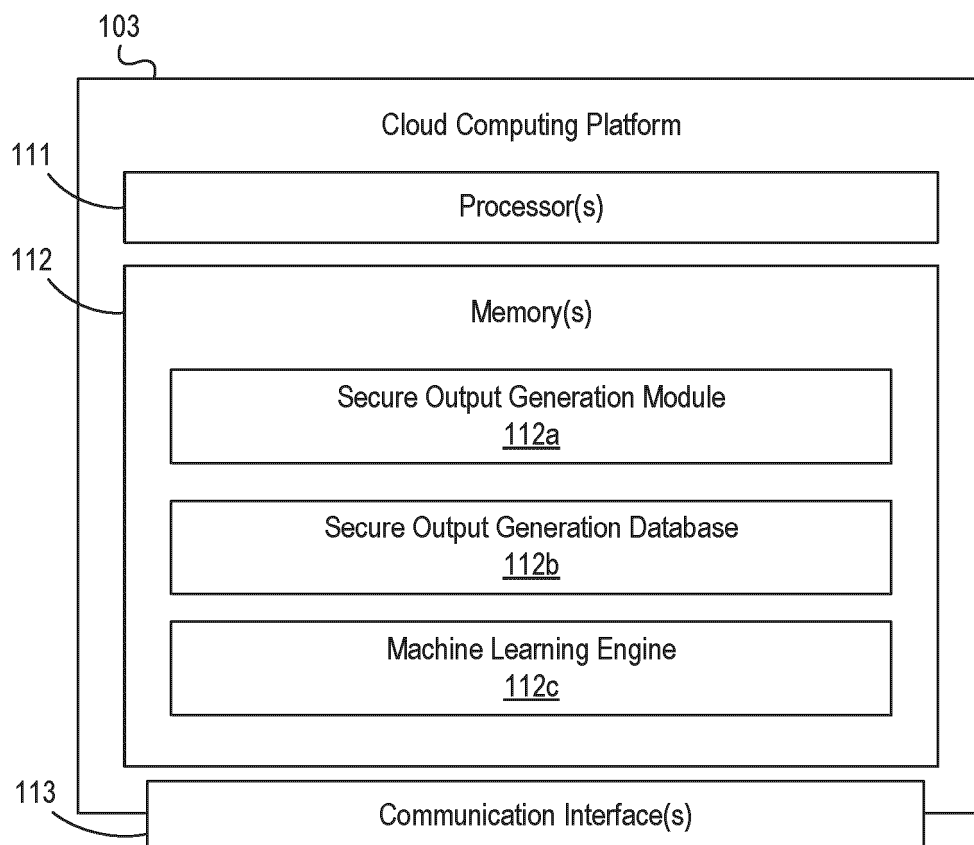 103
Cloud Computing Platform
111
Processor(s)
112
Memory(s)
Secure Output Generation Module
112a
Secure Output Generation Database
112b
Machine Learning Engine
112c
113
Communication Interface(s)